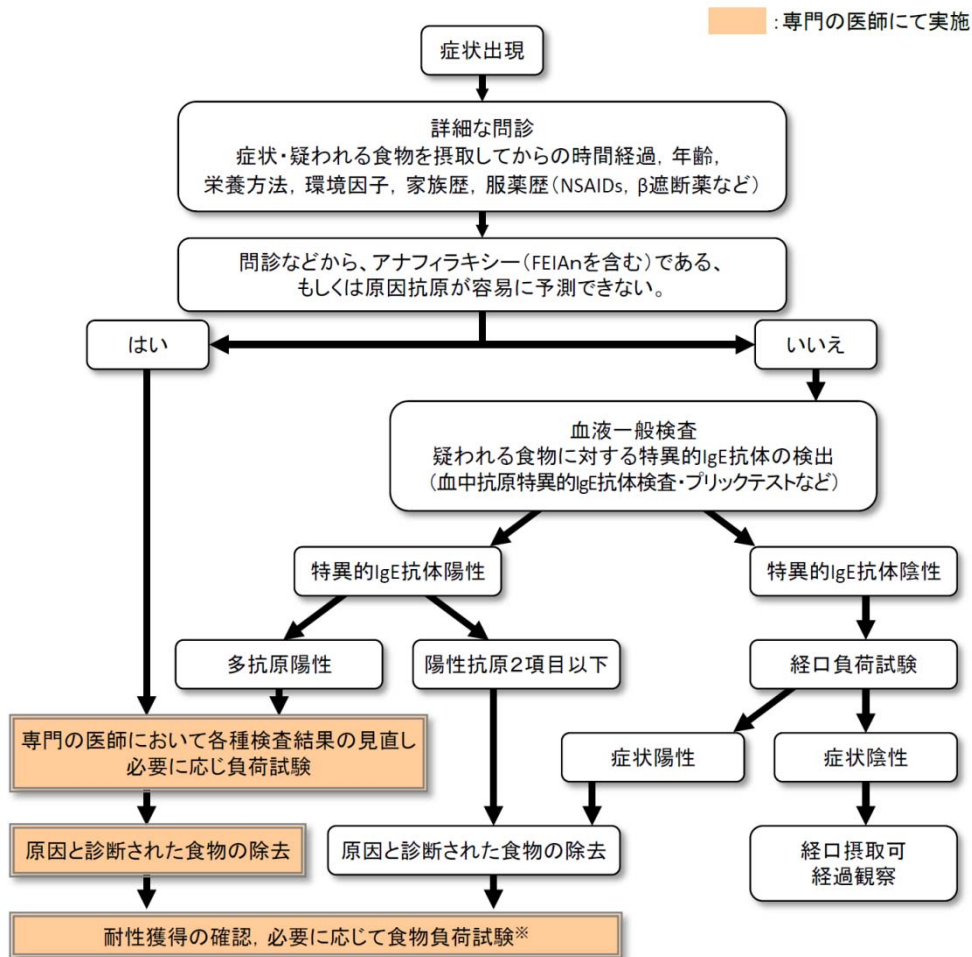 ：専門の医師にて実施
症状出現
詳細な問診
症状・疑われる食物を摂取してからの時間経過，年齢，
栄養方法，環境因子，家族歴，服薬歴（NSAIDs，β遮断薬など）
問診などから、アナフィラキシー（FEIAnを含む）である、
もしくは原因抗原が容易に予測できない。
はい
いいえ
血液一般検査
疑われる食物に対する特異的IgE抗体の検出
（血中抗原特異的IgE抗体検査・プリックテストなど）
特異的IgE抗体陽性
特異的IgE抗体陰性
多抗原陽性
陽性抗原２項目以下
経口負荷試験
専門の医師において各種検査結果の見直し
必要に応じ負荷試験
症状陽性
症状陰性
原因と診断された食物の除去
原因と診断された食物の除去
経口摂取可
経過観察
耐性獲得の確認，必要に応じて食物負荷試験※